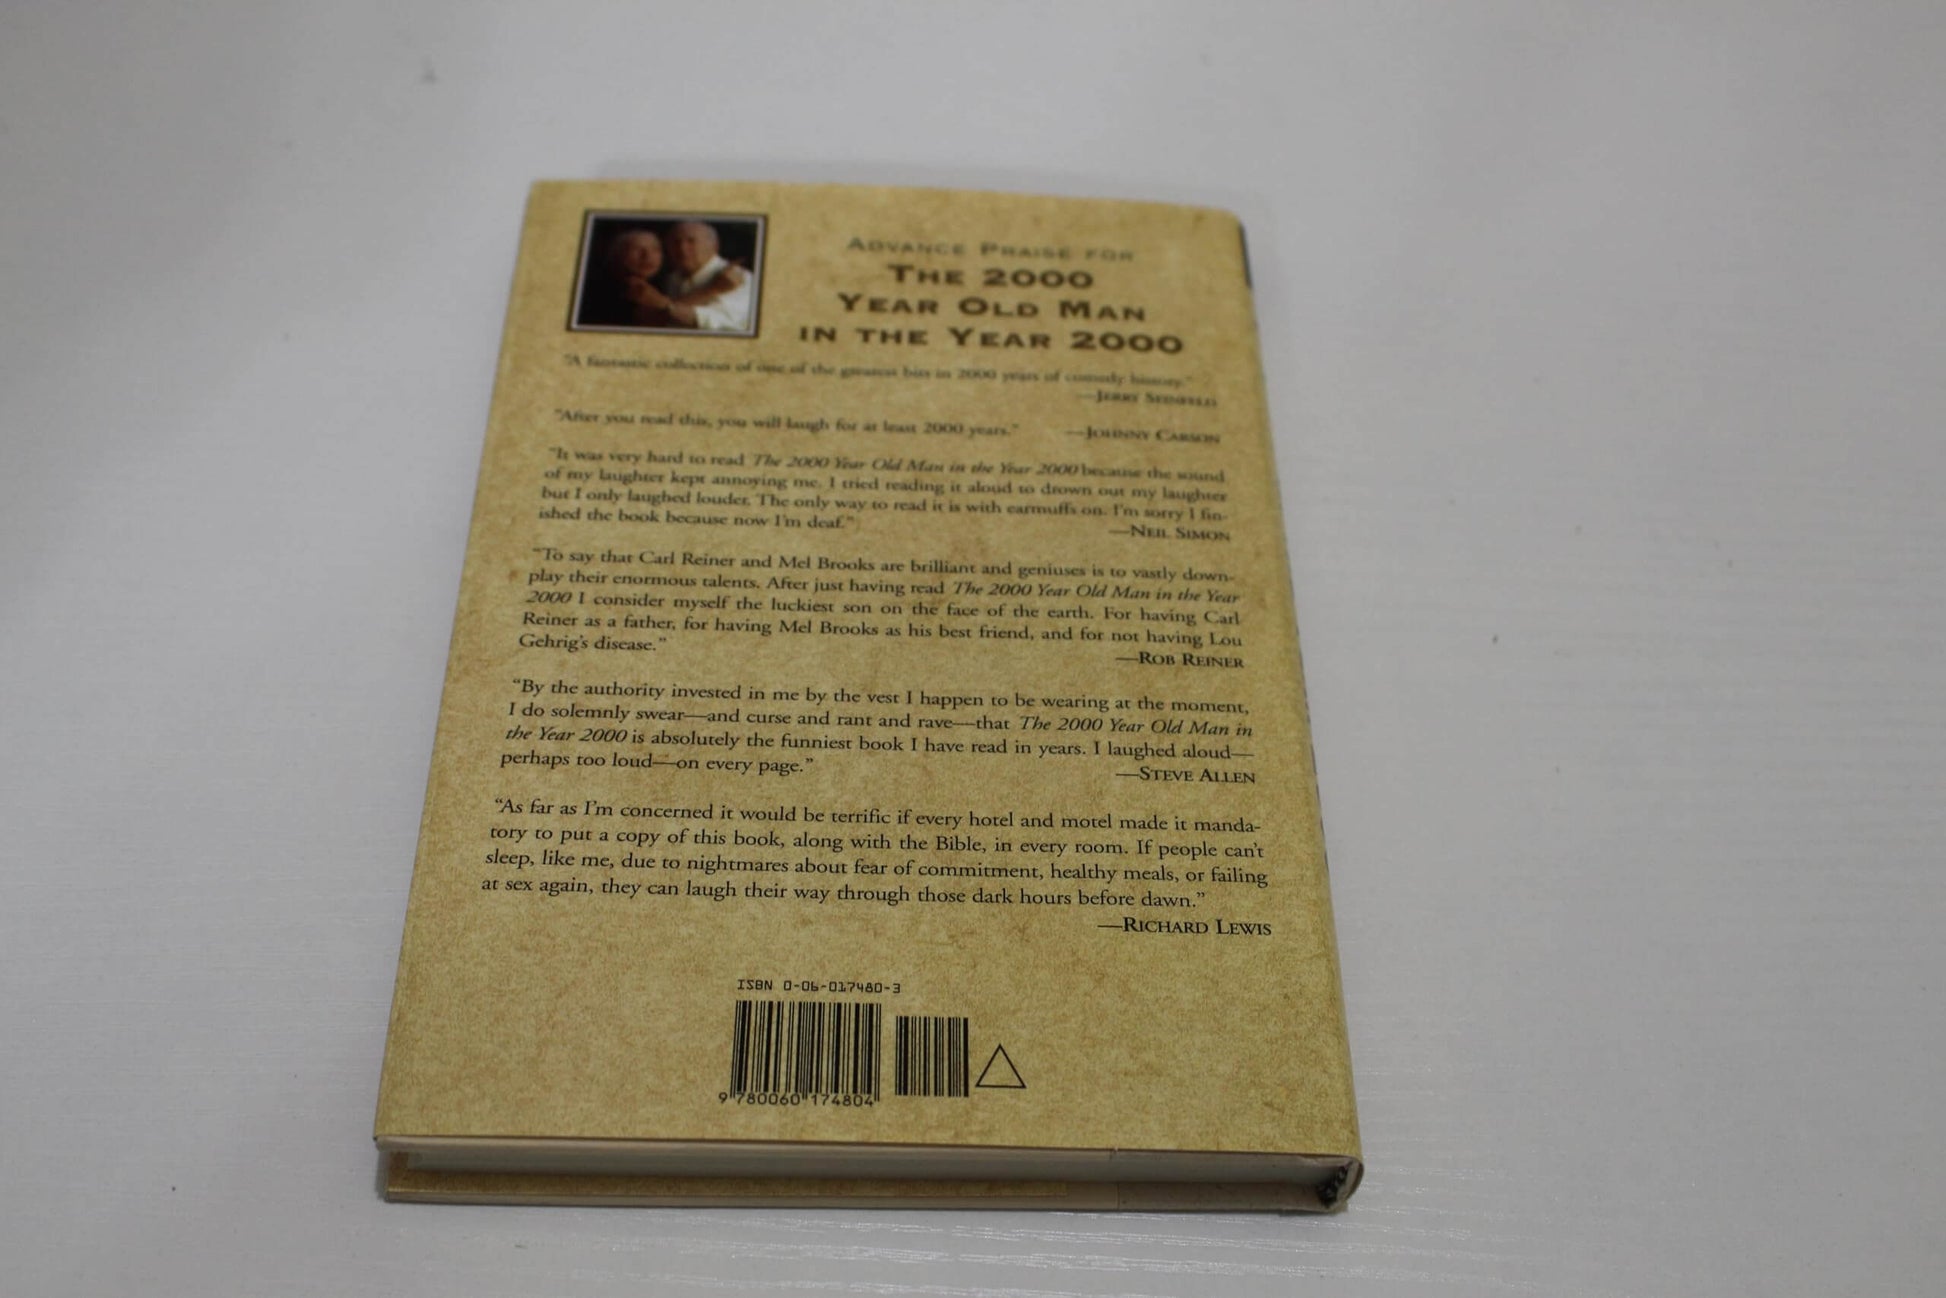 ADVANCE PRAISE FOR
THE 2000
YEAR OLD MAN
IN THE YEAR 2000
"A fantastic collection of one of the greatest bits in 2000 years of comedy history."
—JERRY SEINFELD
"After you read this, you will laugh for at least 2000 years." —JOHNNY CARSON
"It was very hard to read The 2000 Year Old Man in the Year 2000 because the sound
of my laughter kept annoying me. I tried reading it aloud to drown out my laughter
but I only laughed louder. The only way to read it is with earmuffs on. I'm sorry I fin-
ished the book because now I'm deaf."
—NEIL SIMON
"To say that Carl Reiner and Mel Brooks are brilliant and geniuses is to vastly down-
play their enormous talents. After just having read The 2000 Year Old Man in the Year
2000 I consider myself the luckiest son on the face of the earth. For having Carl
Reiner as a father, for having Mel Brooks as his best friend, and for not having Lou
Gehrig's disease."
—ROB REINER
"By the authority invested in me by the vest I happen to be wearing at the moment,
I do solemnly swear—and curse and rant and rave—that The 2000 Year Old Man in
the Year 2000 is absolutely the funniest book I have read in years. I laughed aloud—
perhaps too loud—on every page."
—STEVE ALLEN
"As far as I'm concerned it would be terrific if every hotel and motel made it manda-
tory to put a copy of this book, along with the Bible, in every room. If people can't
sleep, like me, due to nightmares about fear of commitment, healthy meals, or failing
at sex again, they can laugh their way through those dark hours before dawn."
—RICHARD LEWIS
ISBN 0-06-017480-3
9 780060 174804